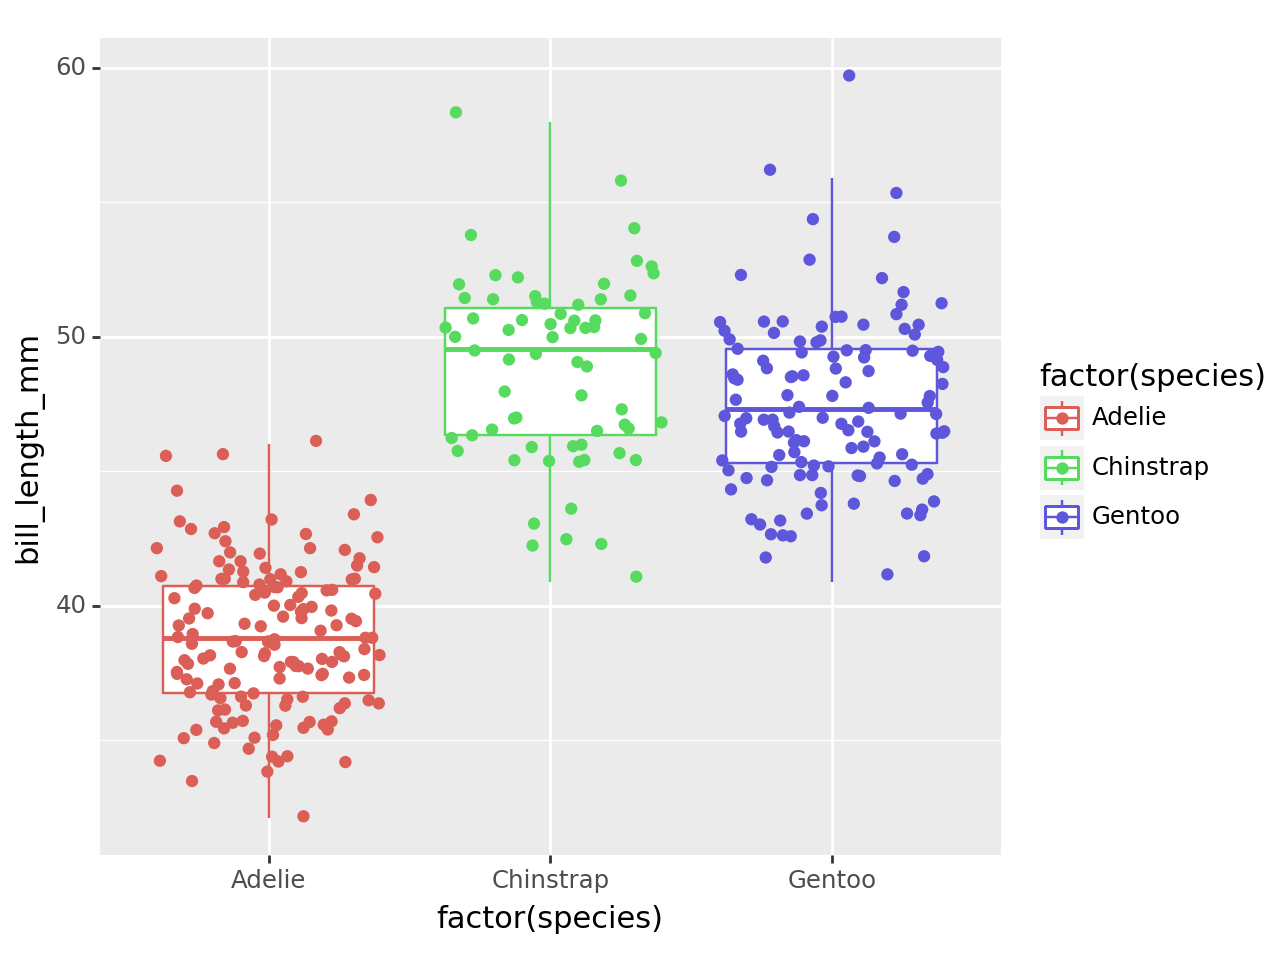 60
50
40
bill_length_mm
Adelie
Chinstrap
Gentoo
factor(species)
factor(species)
Adelie
Chinstrap
Gentoo